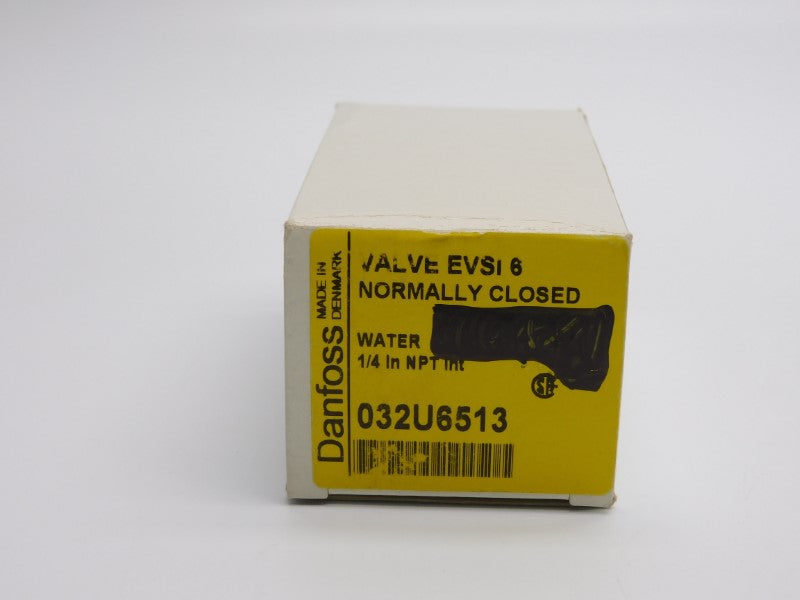 Danfoss
MADE IN
DENMARK
VALVE EVSI 6
NORMALLY CLOSED
WATER
1/4 in NPT int
032U6513